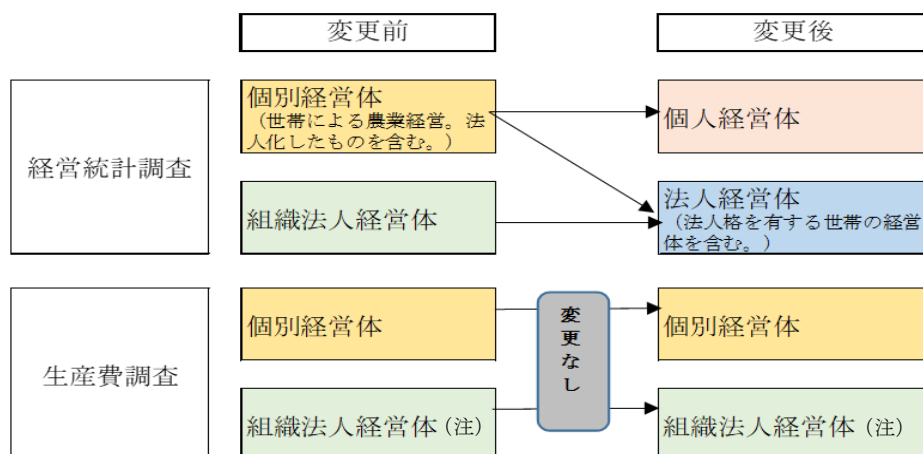 変更前
変更後
経営統計調査
個別経営体
（世帯による農業経営。法
人化したものを含む。）
個人経営体
組織法人経営体
法人経営体
（法人格を有する世帯の経営
体を含む。）
生産費調査
個別経営体
変更なし
個別経営体
組織法人経営体（注）
組織法人経営体（注）